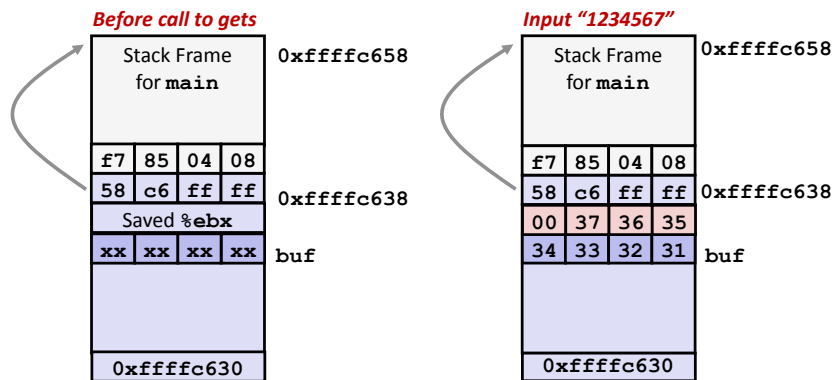 Before call to gets
Stack Frame
for main
0xffffc658
f7 85 04 08
58 c6 ff ff
0xffffc638
Saved %ebx
xx xx xx xx
buf
0xffffc630
Input “1234567”
Stack Frame
for main
0xffffc658
f7 85 04 08
58 c6 ff ff
0xffffc638
00 37 36 35
34 33 32 31
buf
0xffffc630